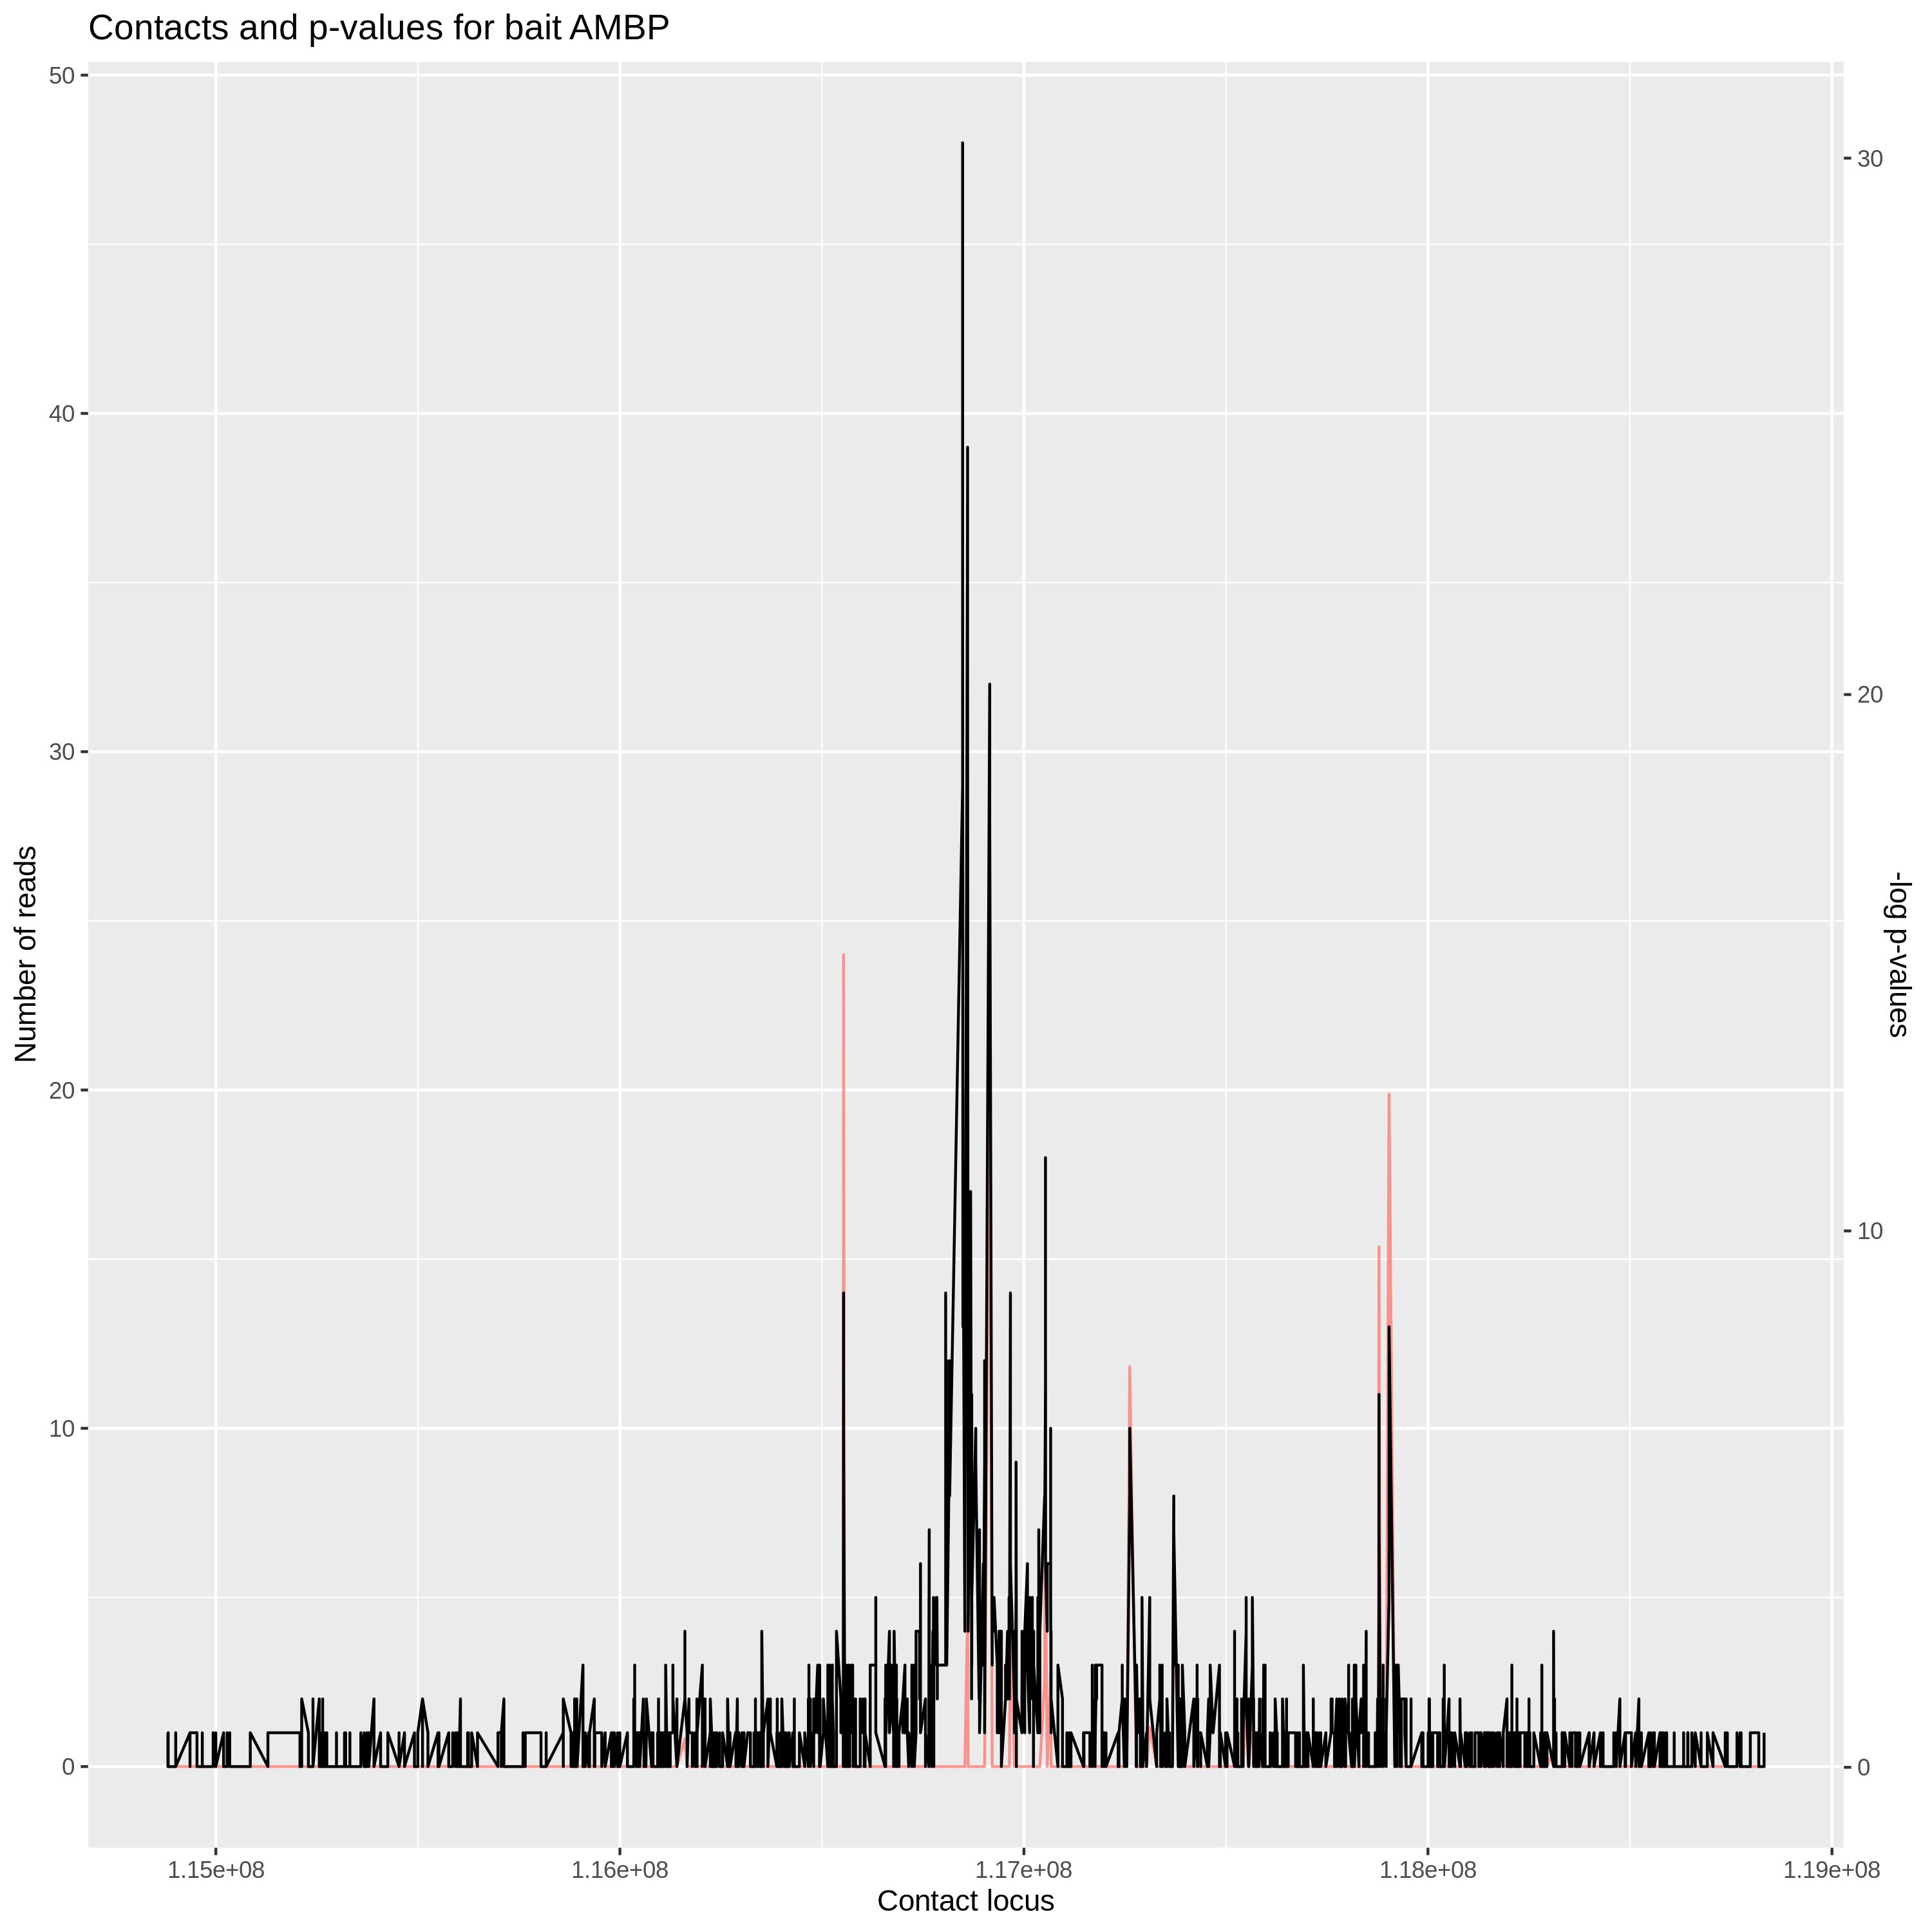 Contacts and p-values for bait AMBP
50
40
30
20
10
0
Number of reads
30
20
10
0
-log p-values
1.15e+08
1.16e+08
1.17e+08
1.18e+08
1.19e+08
Contact locus